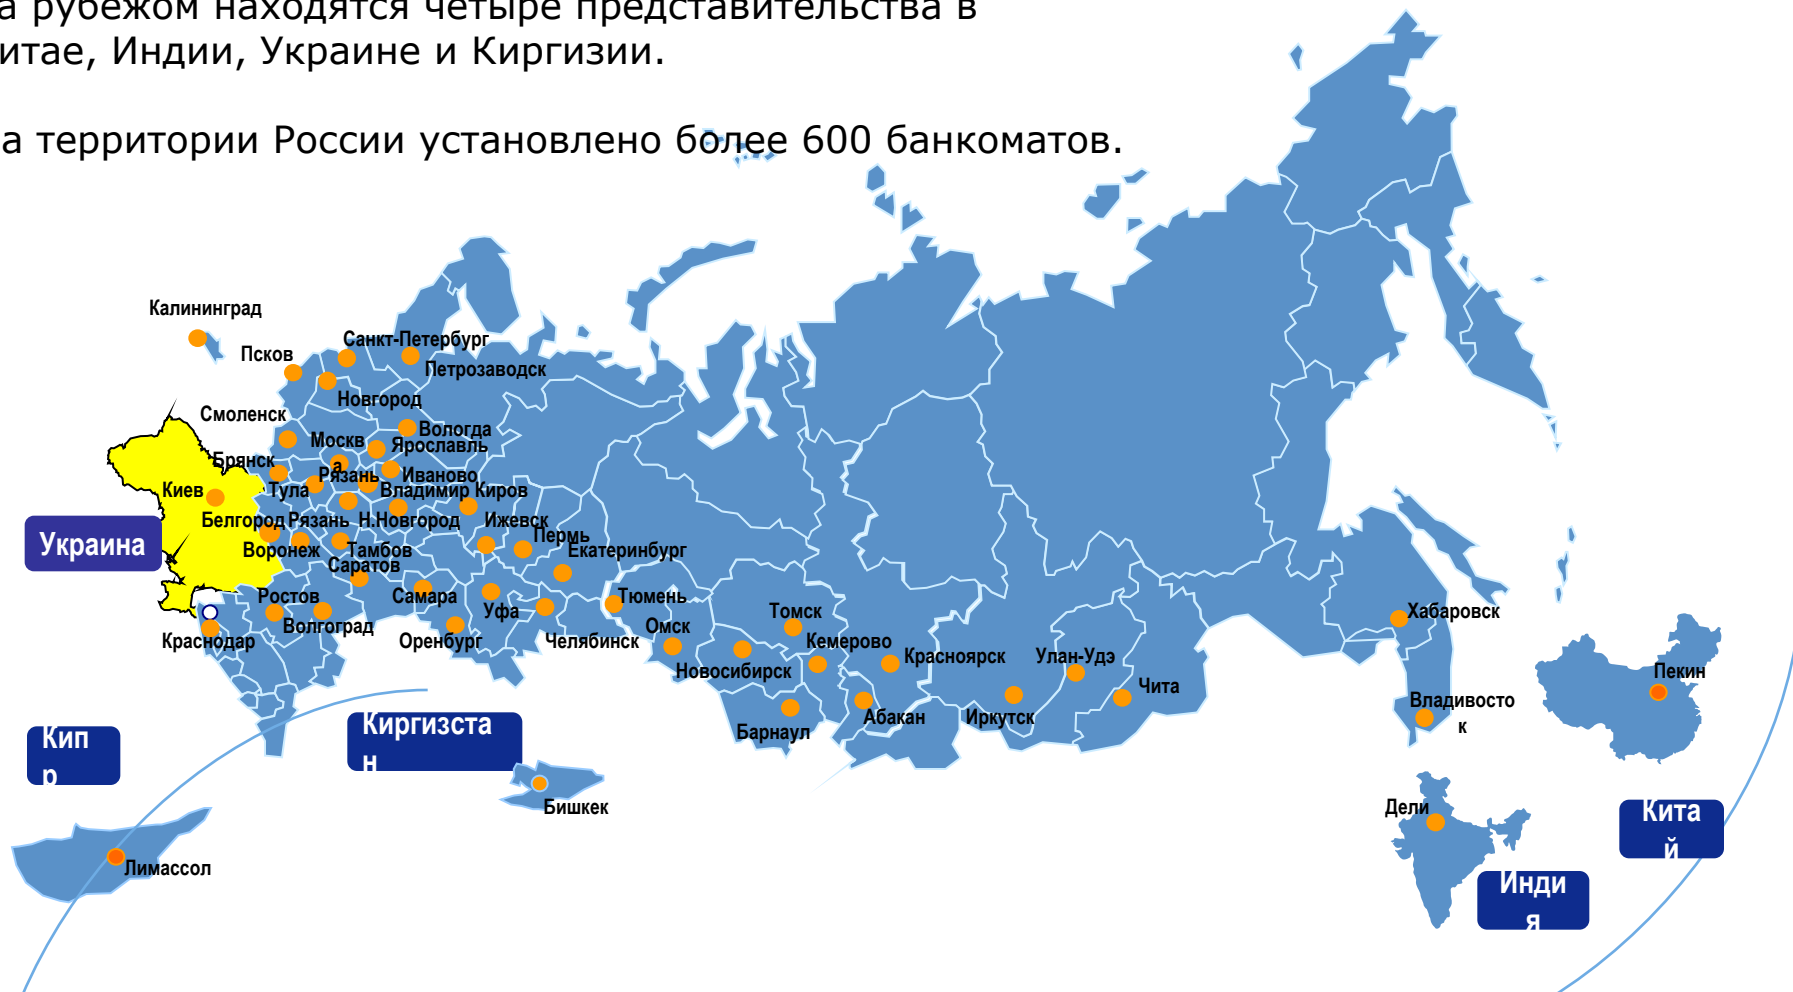 а рубежом находятся четыре представительства в
итае, Индии, Украине и Киргизии.
а территории России установлено более 600 банкоматов.
Калининград
Санкт-Петербург
Псков
Петрозаводск
Новгород
Смоленск
Вологда
Москв
а
Ярославль
Брянск
Рязань
Иваново
Киев
Тула
Владимир
Киров
Белгород
Рязань
Н.Новгород
Ижевск
Украина
Воронеж
Тамбов
Пермь
Екатеринбург
Саратов
Ростов
Самара
Уфа
Тюмень
Томск
Хабаровск
Волгоград
Омск
Краснодар
Оренбург
Челябинск
Кемерово
Новосибирск
Красноярск
Улан-Удэ
Пекин
Чита
Барнаул
Абакан
Иркутск
Владивосто
к
Кип
р
Киргизста
н
Бишкек
Дели
Кита
й
Лимассол
Инди
я